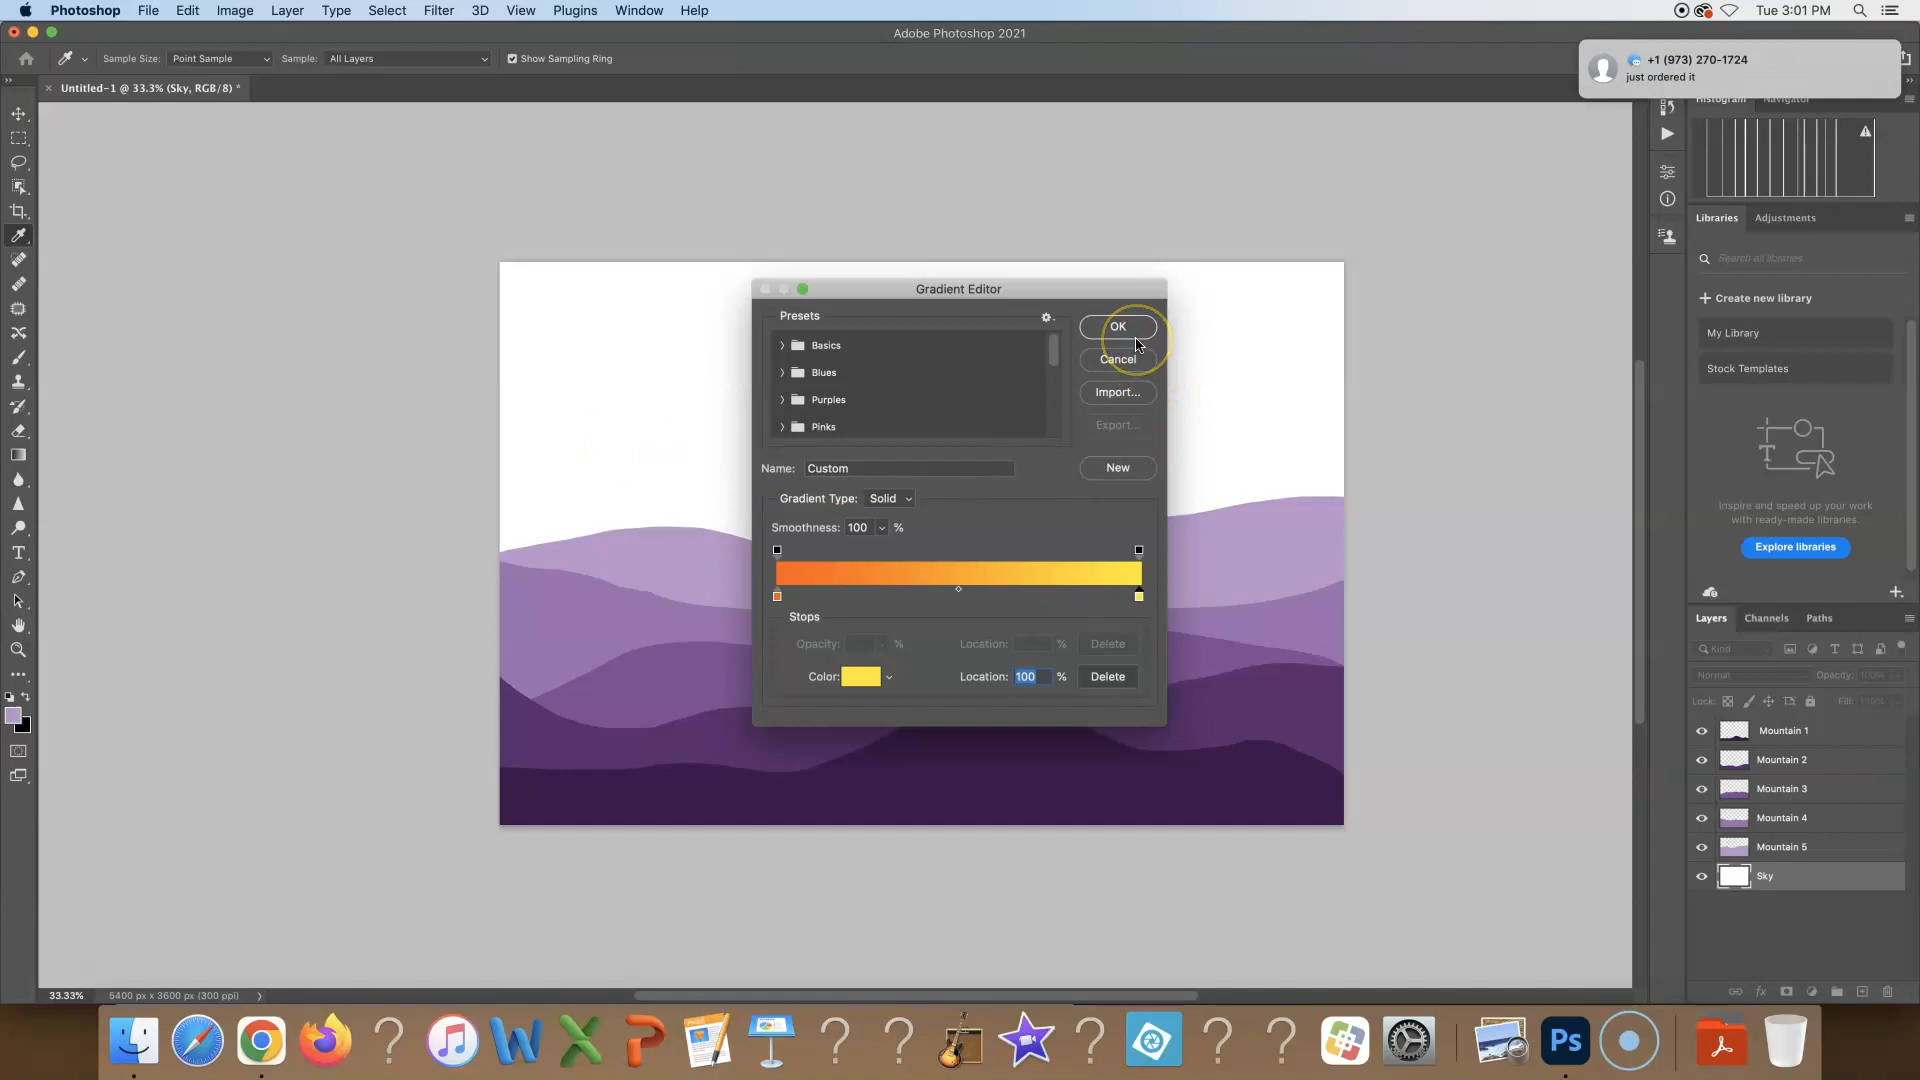 Photoshop File Edit Image Layer Type Select Filter 3D View Plugins Window Help Tue 3:01 PM
Adobe Photoshop 2021
Sample Size: Point Sample Sample: All Layers Show Sampling Ring
+1 (973) 270-1724
just ordered it
Untitled-1 @ 33.3% (Sky, RGB/8) *
Histogram Navigator
Libraries Adjustments
Search all libraries
Create new library
My Library
Stock Templates
Inspire and speed up your work
with ready-made libraries.
Explore libraries
Gradient Editor
Presets
Basics
Blues
Purples
Pinks
OK
Cancel
Import...
Export...
Name: Custom
New
Gradient Type: Solid
Smoothness: 100 %
Stops
Opacity: % Location: % Delete
Color: Location: 100 % Delete
Layers Channels Paths
Kind
Normal Opacity: 100%
Lock: Fill: 100%
Mountain 1
Mountain 2
Mountain 3
Mountain 4
Mountain 5
Sky
33.33% 5400 px x 3600 px (300 ppi)
Ps